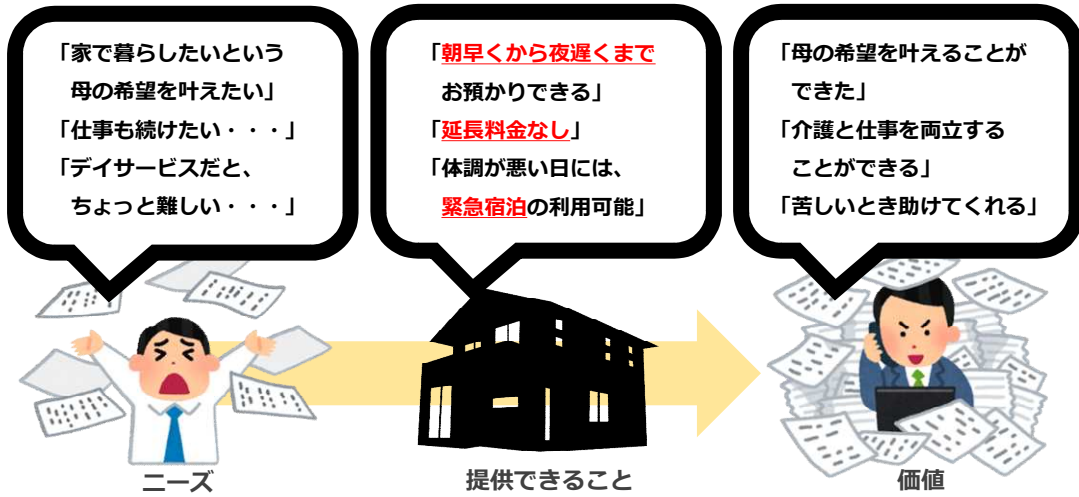 「家で暮らしたいという
母の希望を叶えたい」
「仕事も続けたい・・・」
「デイサービスだと、
ちょっと難しい・・・」
「朝早くから夜遅くまで
お預かりできる」
「延長料金なし」
「体調が悪い日には、
緊急宿泊の利用可能」
「母の希望を叶えることが
できた」
「介護と仕事を両立する
ことができる」
「苦しいとき助けてくれる」
ニーズ
提供できること
価値